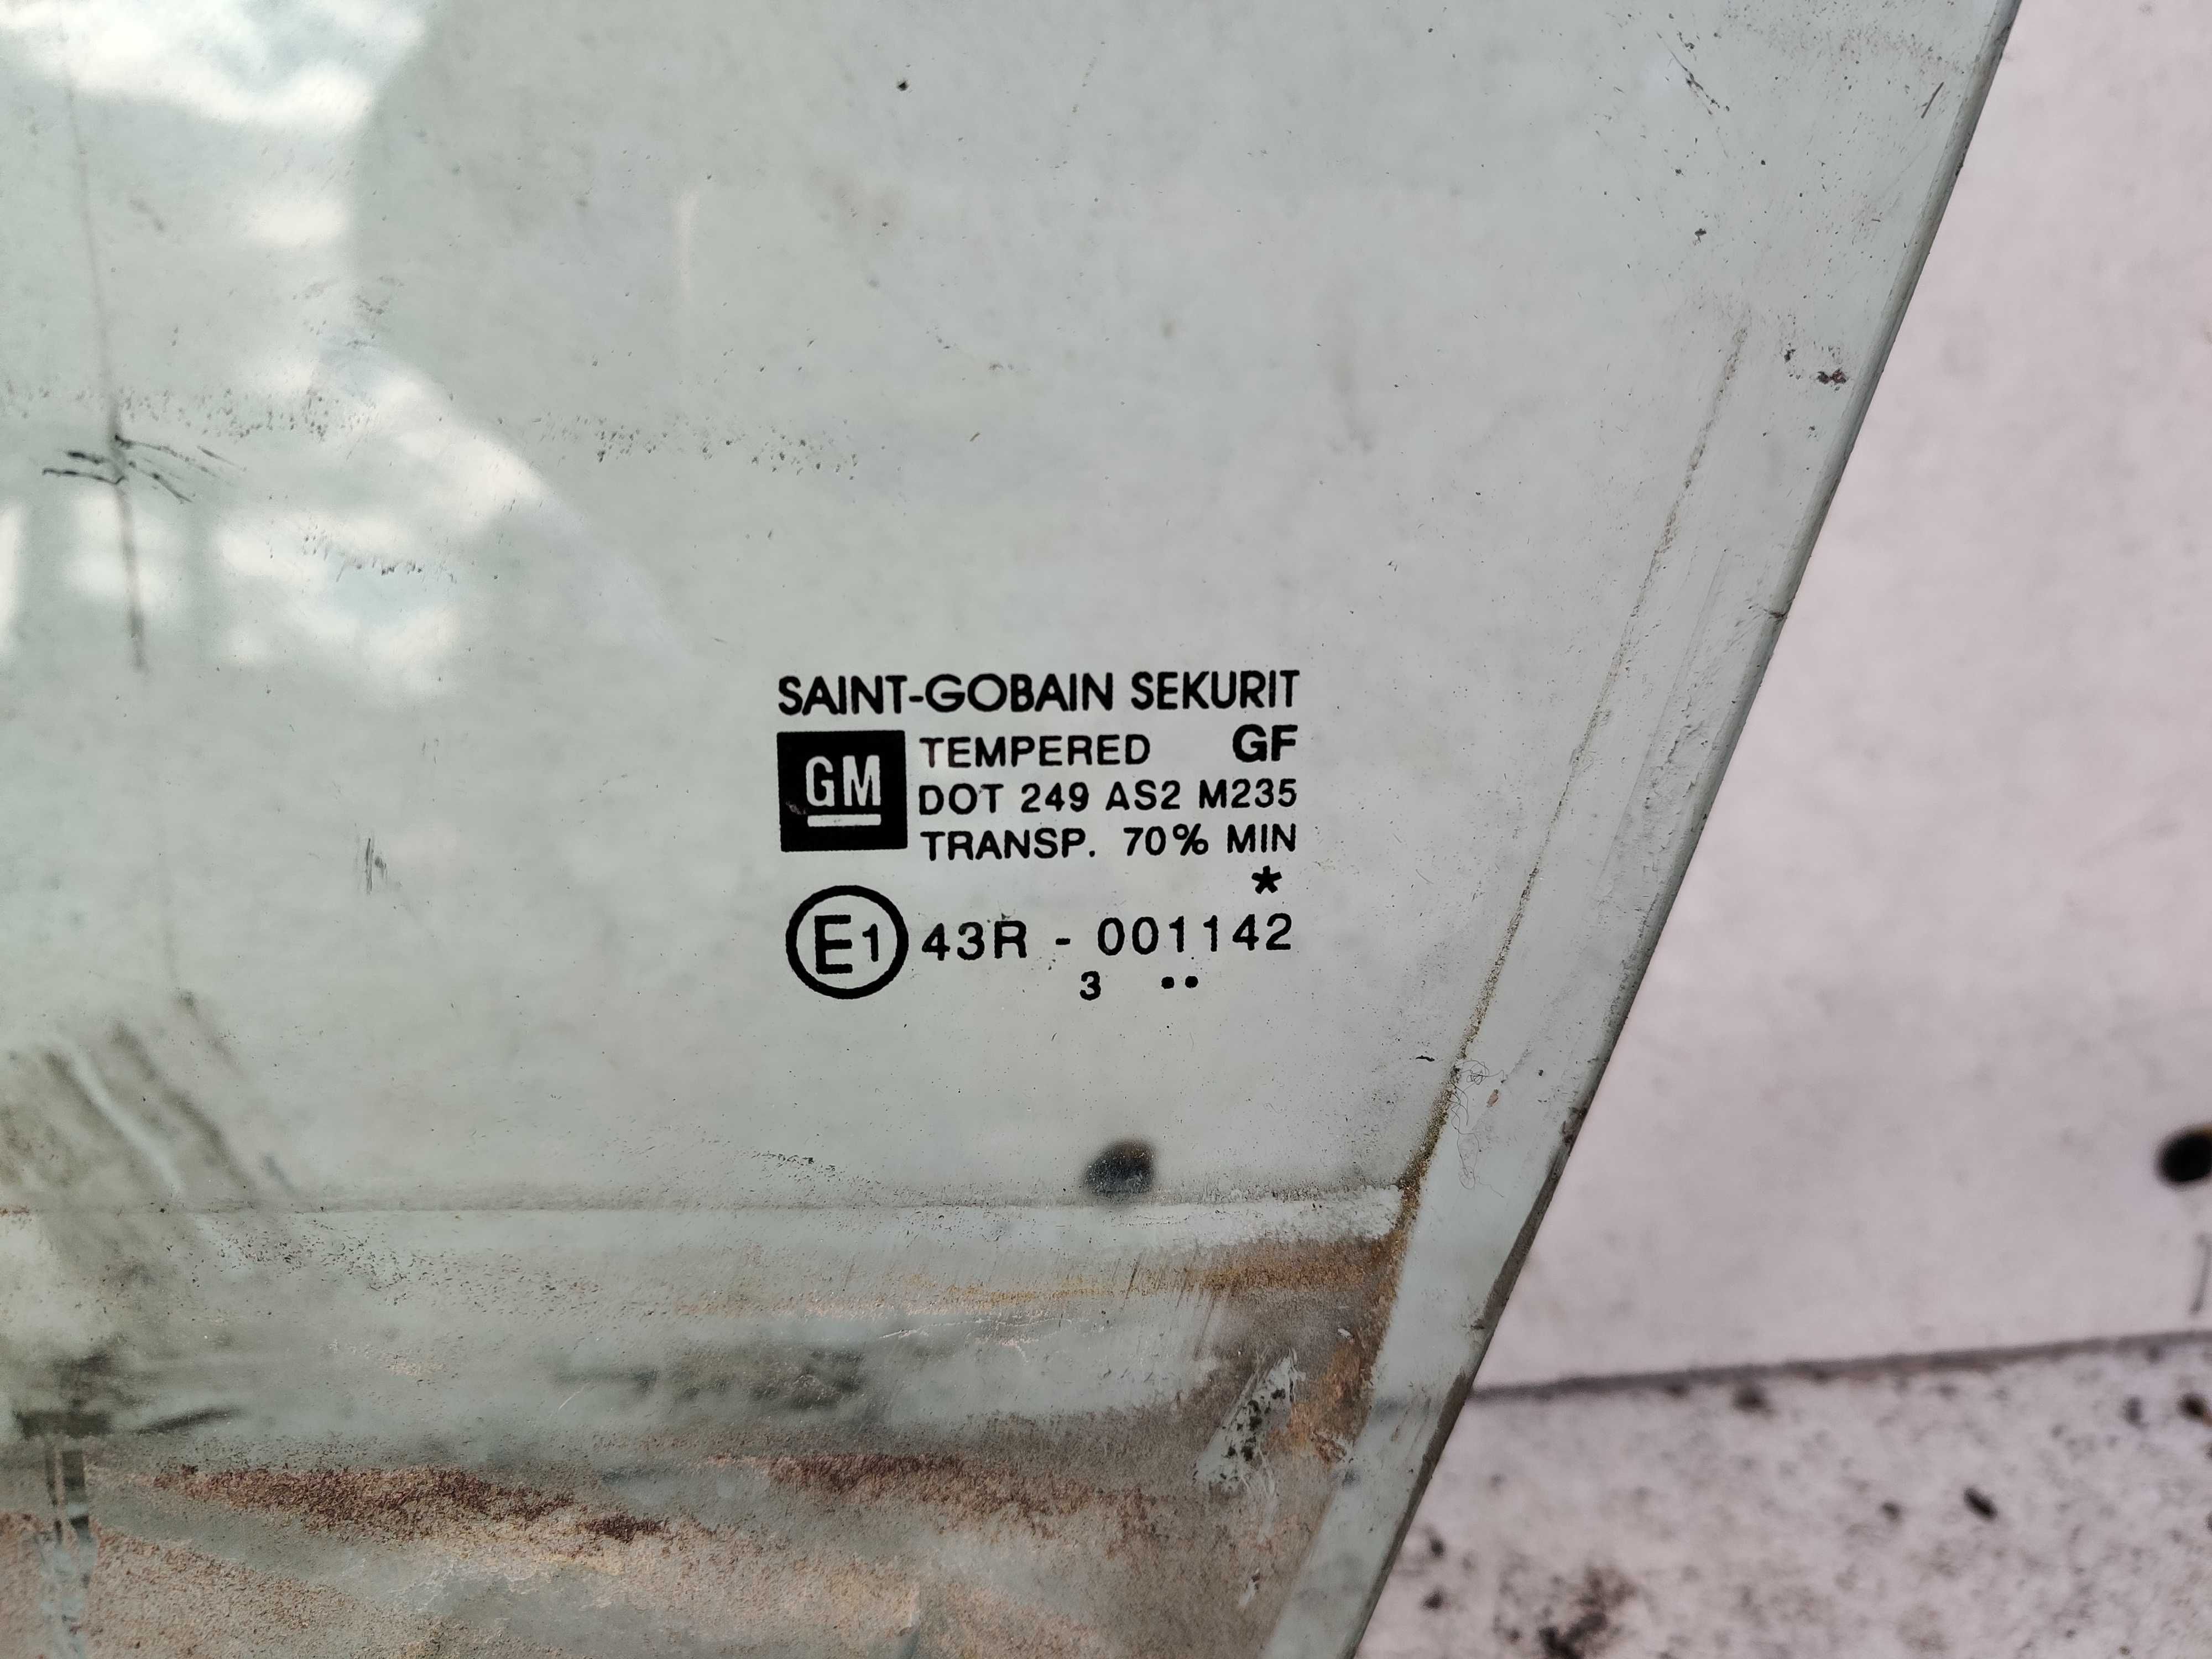 SAINT-GOBAIN SEKURIT
GM
TEMPERED GF
DOT 249 AS2 M235
TRANSP. 70% MIN
*
E1 43R - 001142
3 ••